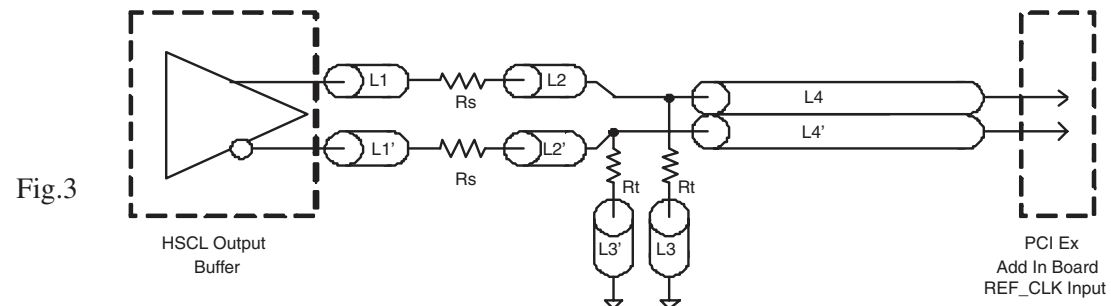 Fig.3
L1
Rs
L2
L4
L1'
Rs
L2'
L4'
Rt
Rt
L3'
L3
HSCL Output
Buffer
PCI Ex
Add In Board
REF_CLK Input